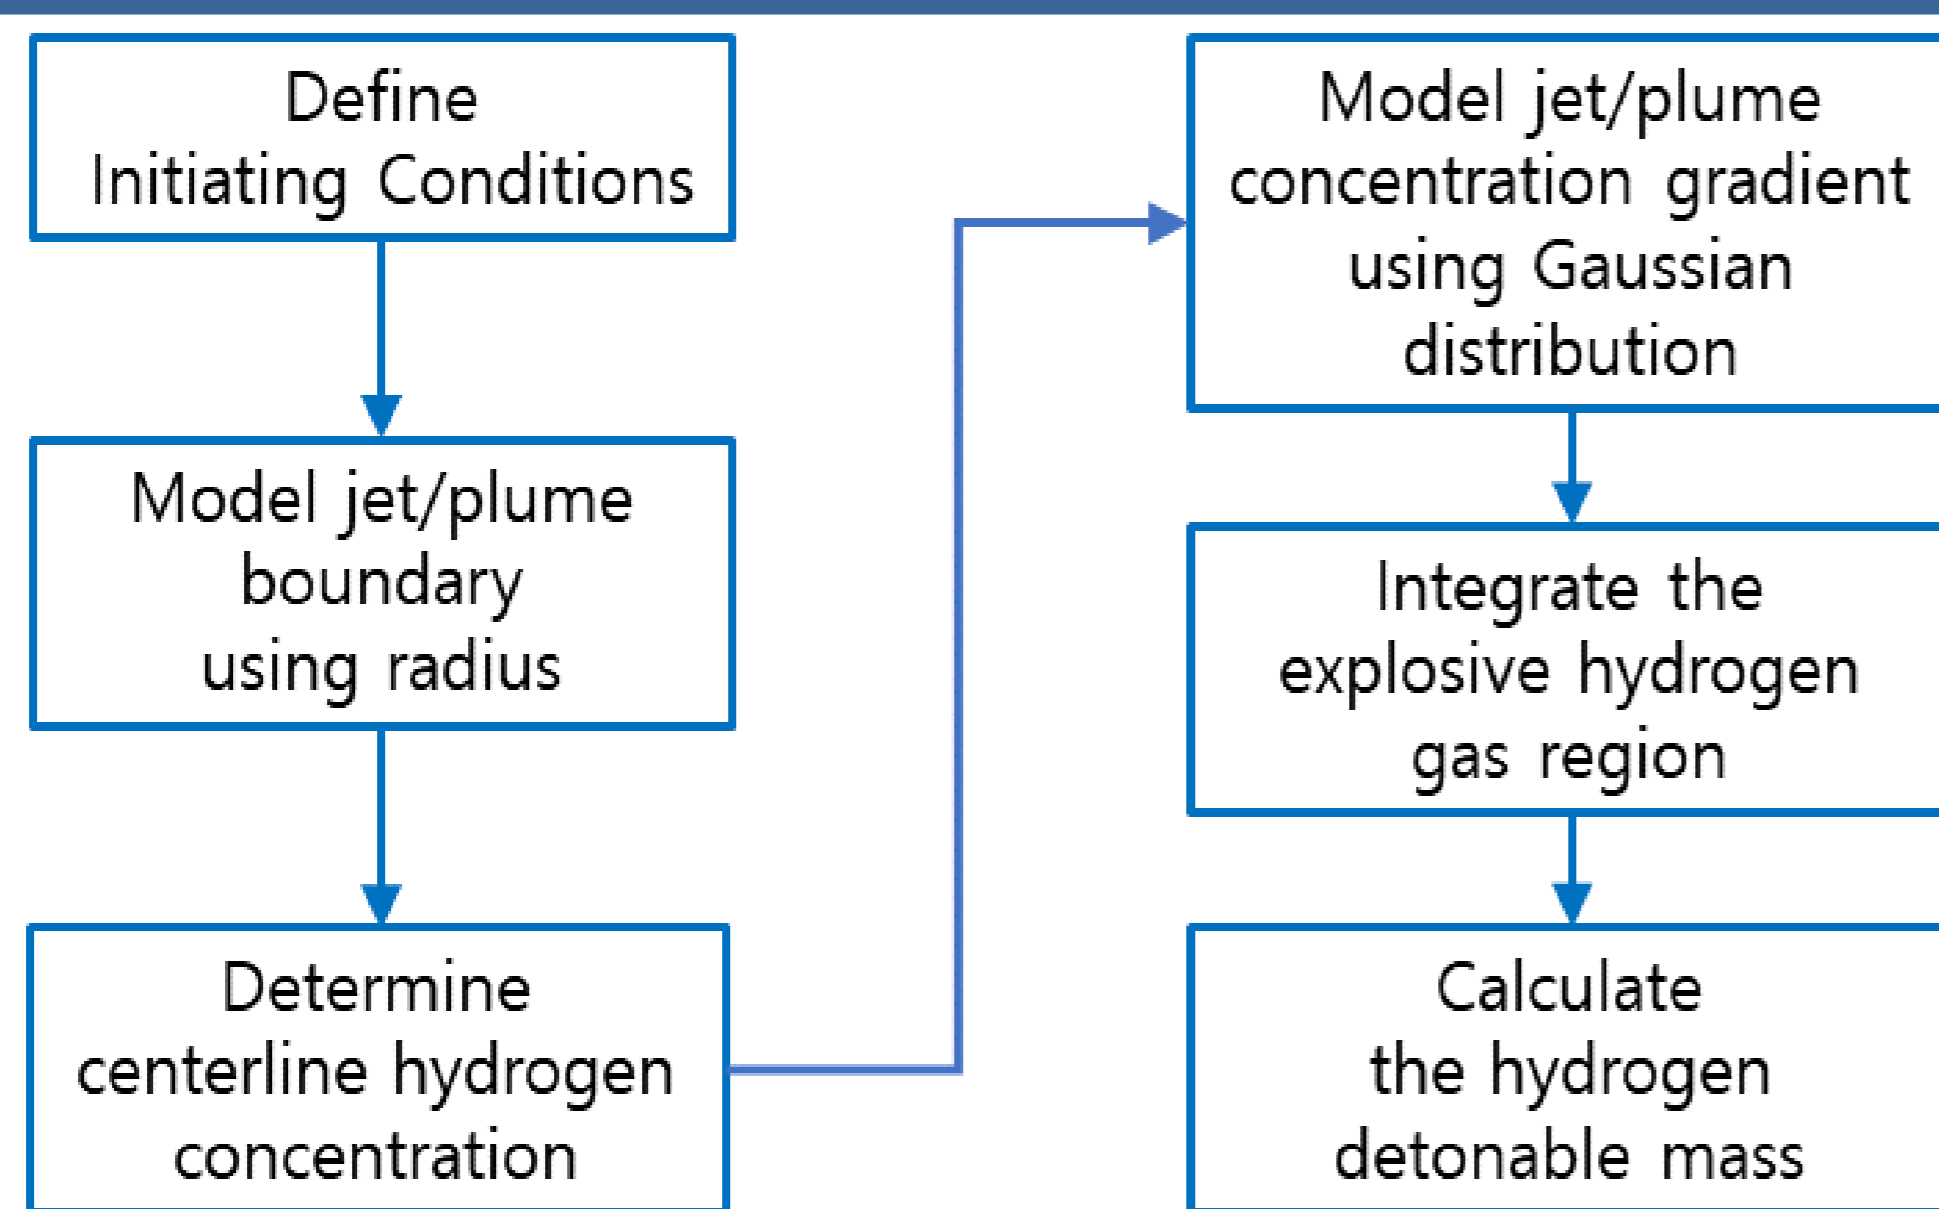 Define
Initiating Conditions
Model jet/plume
boundary
using radius
Determine
centerline hydrogen
concentration
Model jet/plume
concentration gradient
using Gaussian
distribution
Integrate the
explosive hydrogen
gas region
Calculate
the hydrogen
detonable mass